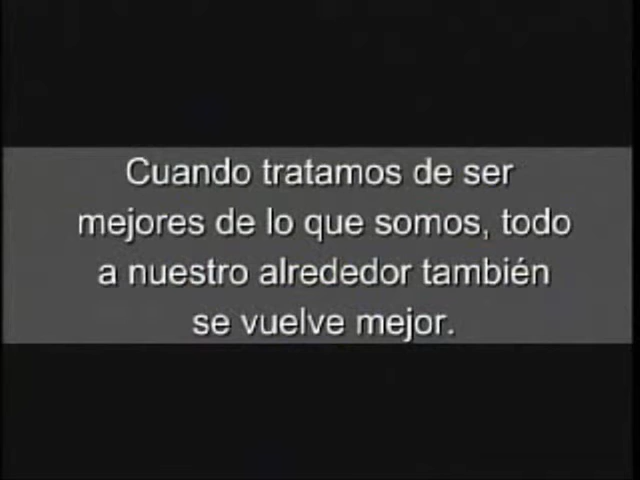 Cuando tratamos de ser
mejores de lo que somos, todo
a nuestro alrededor también
se vuelve mejor.